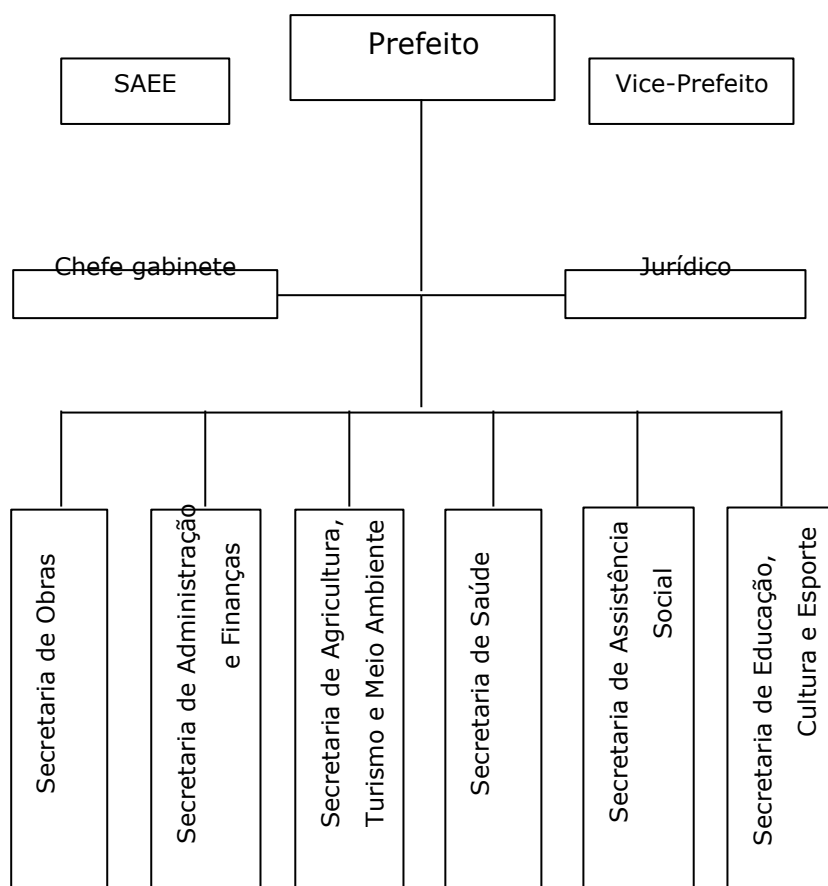 Prefeito
SAEE
Vice-Prefeito
Chefe gabinete
Jurídico
Secretaria de Obras
Secretaria de Administração
e Finanças
Secretaria de Agricultura,
Turismo e Meio Ambiente
Secretaria de Saúde
Secretaria de Assistência
Social
Secretaria de Educação,
Cultura e Esporte